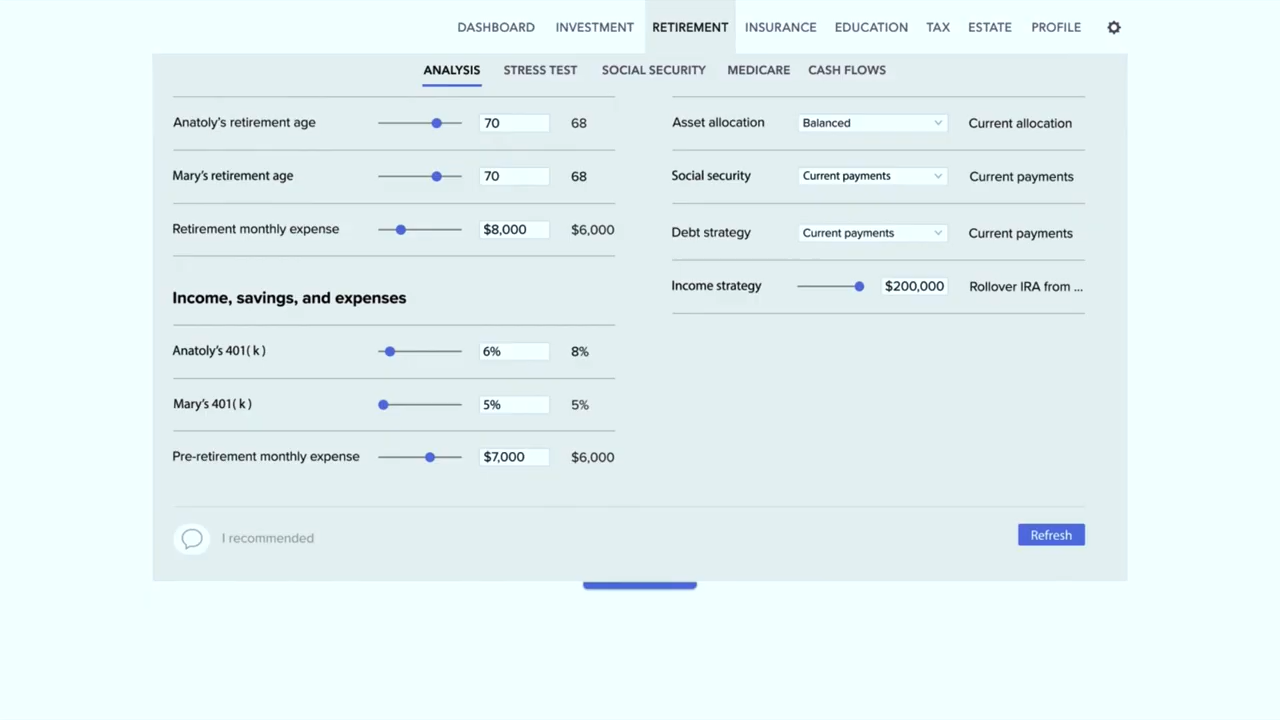 DASHBOARD INVESTMENT RETIREMENT INSURANCE EDUCATION TAX ESTATE PROFILE
ANALYSIS STRESS TEST SOCIAL SECURITY MEDICARE CASH FLOWS
Anatoly's retirement age 70 68
Mary's retirement age 70 68
Retirement monthly expense $8,000 $6,000
Income, savings, and expenses
Anatoly's 401( k ) 6% 8%
Mary's 401( k ) 5% 5%
Pre-retirement monthly expense $7,000 $6,000
Asset allocation Balanced Current allocation
Social security Current payments Current payments
Debt strategy Current payments Current payments
Income strategy $200,000 Rollover IRA from ...
I recommended
Refresh